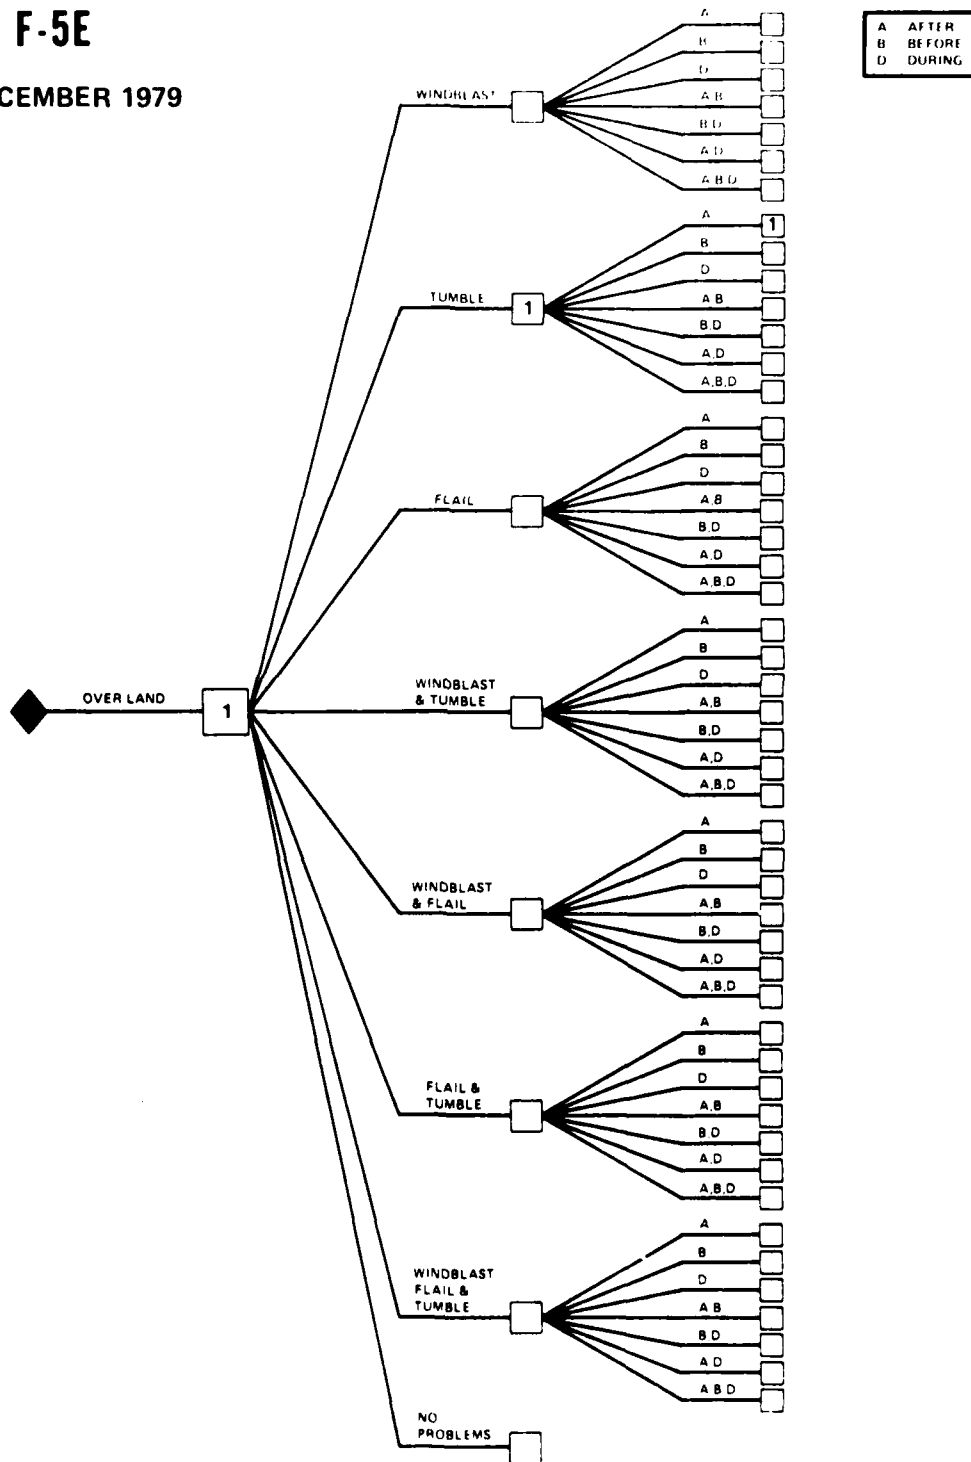 F-5E
CEMBER 1979
A AFTER
B BEFORE
D DURING
OVER LAND
1
WINDBLAST
A
B
D
A B
B D
A D
A B D
TUMBLE
1
A
1
B
D
A B
B,D
A,D
A,B,D
FLAIL
A
B
D
A,B
B,D
A,D
A,B,D
WINDBLAST
& TUMBLE
A
B
D
A,B
B,D
A,D
A,B,D
WINDBLAST
& FLAIL
A
B
D
A,B
B,D
A,D
A,B,D
FLAIL &
TUMBLE
A
B
D
A,B
B,D
A,D
A,B,D
WINDBLAST
FLAIL &
TUMBLE
A
B
D
A B
B D
A D
A B D
NO
PROBLEMS